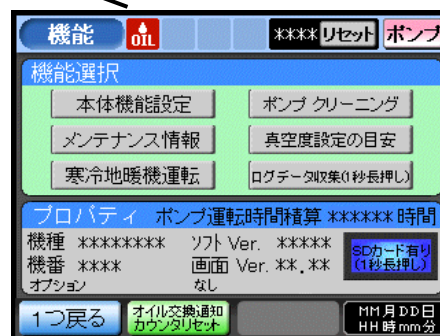 機能 OIL ****リセット ポンプ
機能選択
本体機能設定 ポンプ クリーニング
メンテナンス情報 真空度設定の目安
寒冷地暖機運転 ログデータ収集(1秒長押し)
プロパティ ポンプ運転時間積算 ******時間
機種 ******** ソフト Ver. *****
機番 **** 画面 Ver. **.**
オプション なし
SDカード有り
(1秒長押し)
1つ戻る
オイル交換通知
カウンタリセット
MM月DD日
HH時mm分